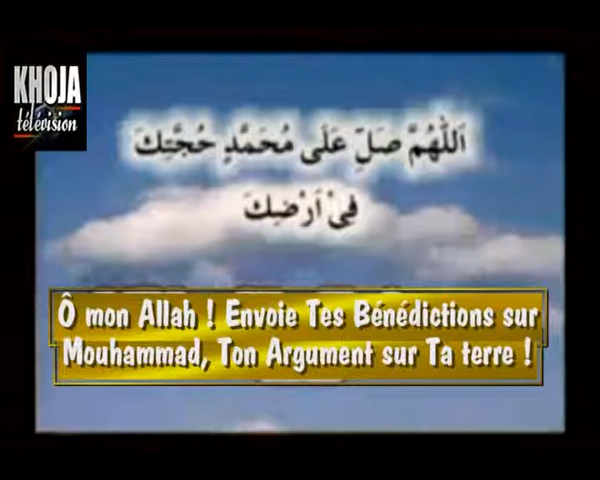 KHOJA
télévision
اَللّٰهُمَّ صَلِّ عَلَى مُحَمَّدٍ حُجَّتِكَ
فِىْ اَرْضِكَ
Ô mon Allah ! Envoie Tes Bénédictions sur
Mouhammad, Ton Argument sur Ta terre !